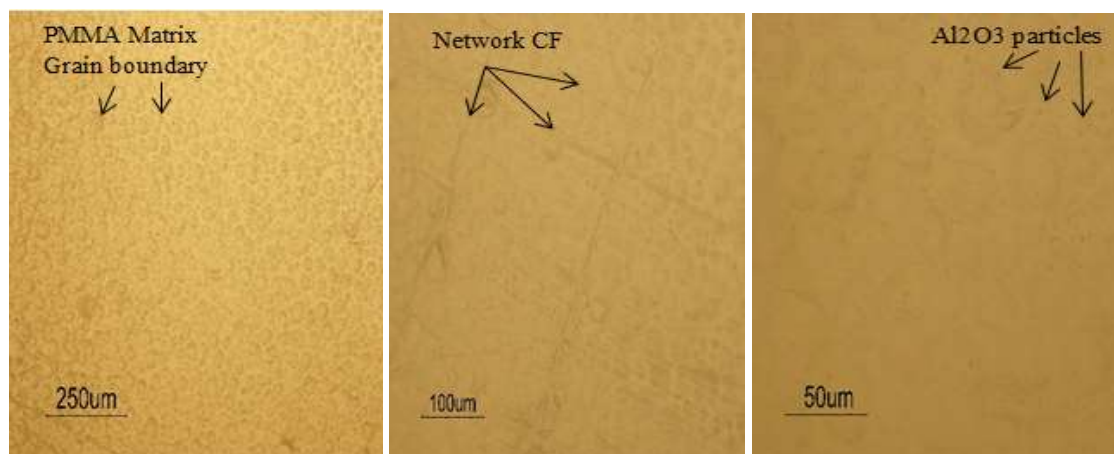 PMMA Matrix
Grain boundary
250um
Network CF
100um
Al2O3 particles
50um